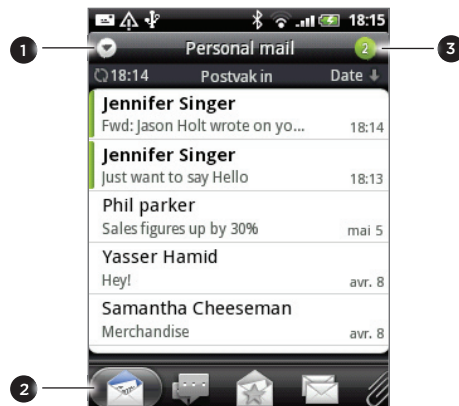 18:15
1
Personal mail
2
3
18:14 Postvak in Date
Jennifer Singer
Fwd: Jason Holt wrote on yo...
18:14
Jennifer Singer
Just want to say Hello
18:13
Phil parker
Sales figures up by 30%
mai 5
Yasser Hamid
Hey!
avr. 8
Samantha Cheeseman
Merchandise
avr. 8
2